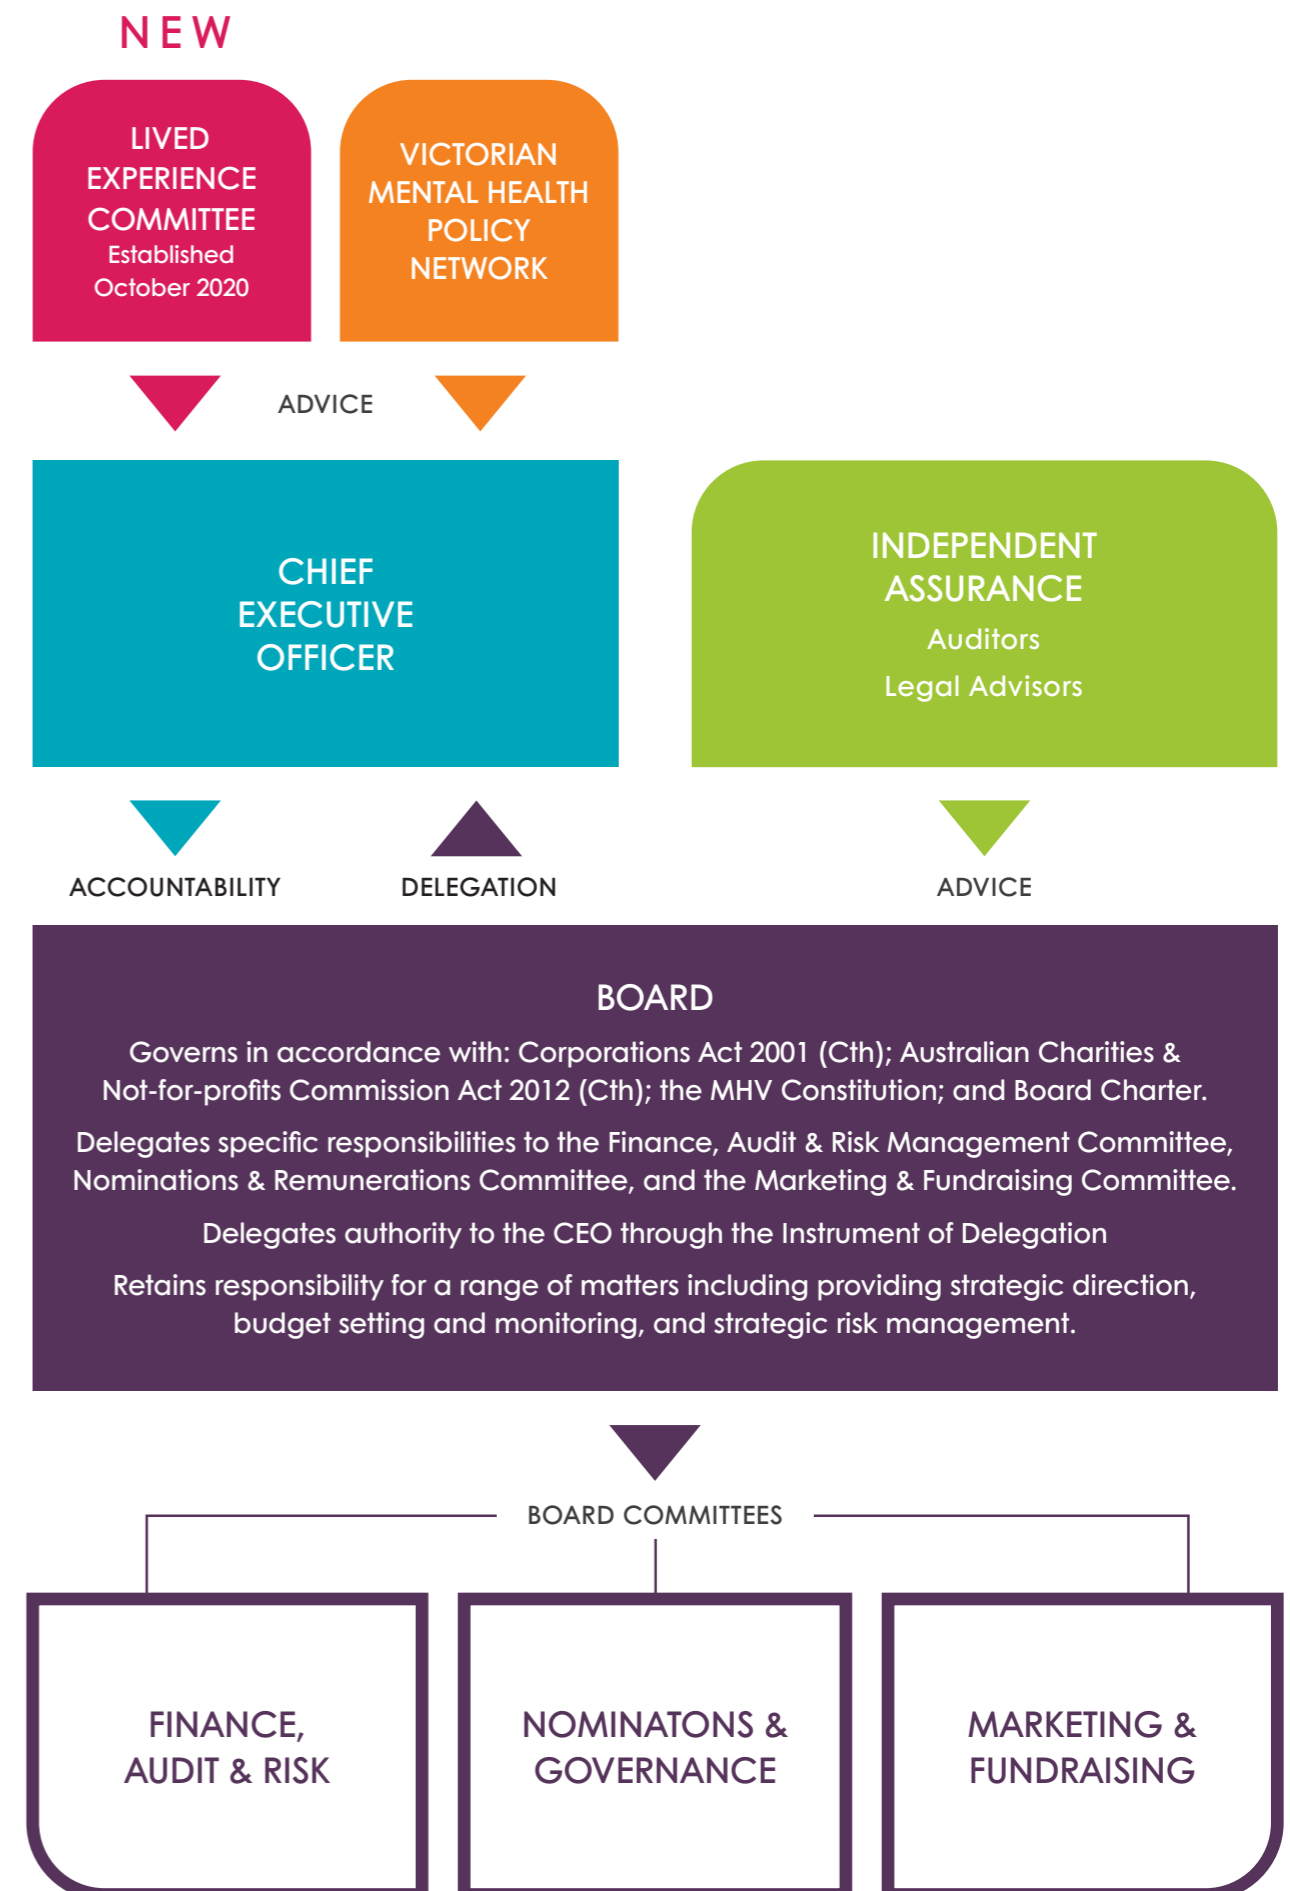 NEW
LIVED
EXPERIENCE
COMMITTEE
Established
October 2020
VICTORIAN
MENTAL HEALTH
POLICY
NETWORK
ADVICE
CHIEF
EXECUTIVE
OFFICER
INDEPENDENT
ASSURANCE
Auditors
Legal Advisors
ACCOUNTABILITY
DELEGATION
ADVICE
BOARD
Governs in accordance with: Corporations Act 2001 (Cth); Australian Charities &
Not-for-profits Commission Act 2012 (Cth); the MHV Constitution; and Board Charter.
Delegates specific responsibilities to the Finance, Audit & Risk Management Committee,
Nominations & Remunerations Committee, and the Marketing & Fundraising Committee.
Delegates authority to the CEO through the Instrument of Delegation
Retains responsibility for a range of matters including providing strategic direction,
budget setting and monitoring, and strategic risk management.
BOARD COMMITTEES
FINANCE,
AUDIT & RISK
NOMINATONS &
GOVERNANCE
MARKETING &
FUNDRAISING